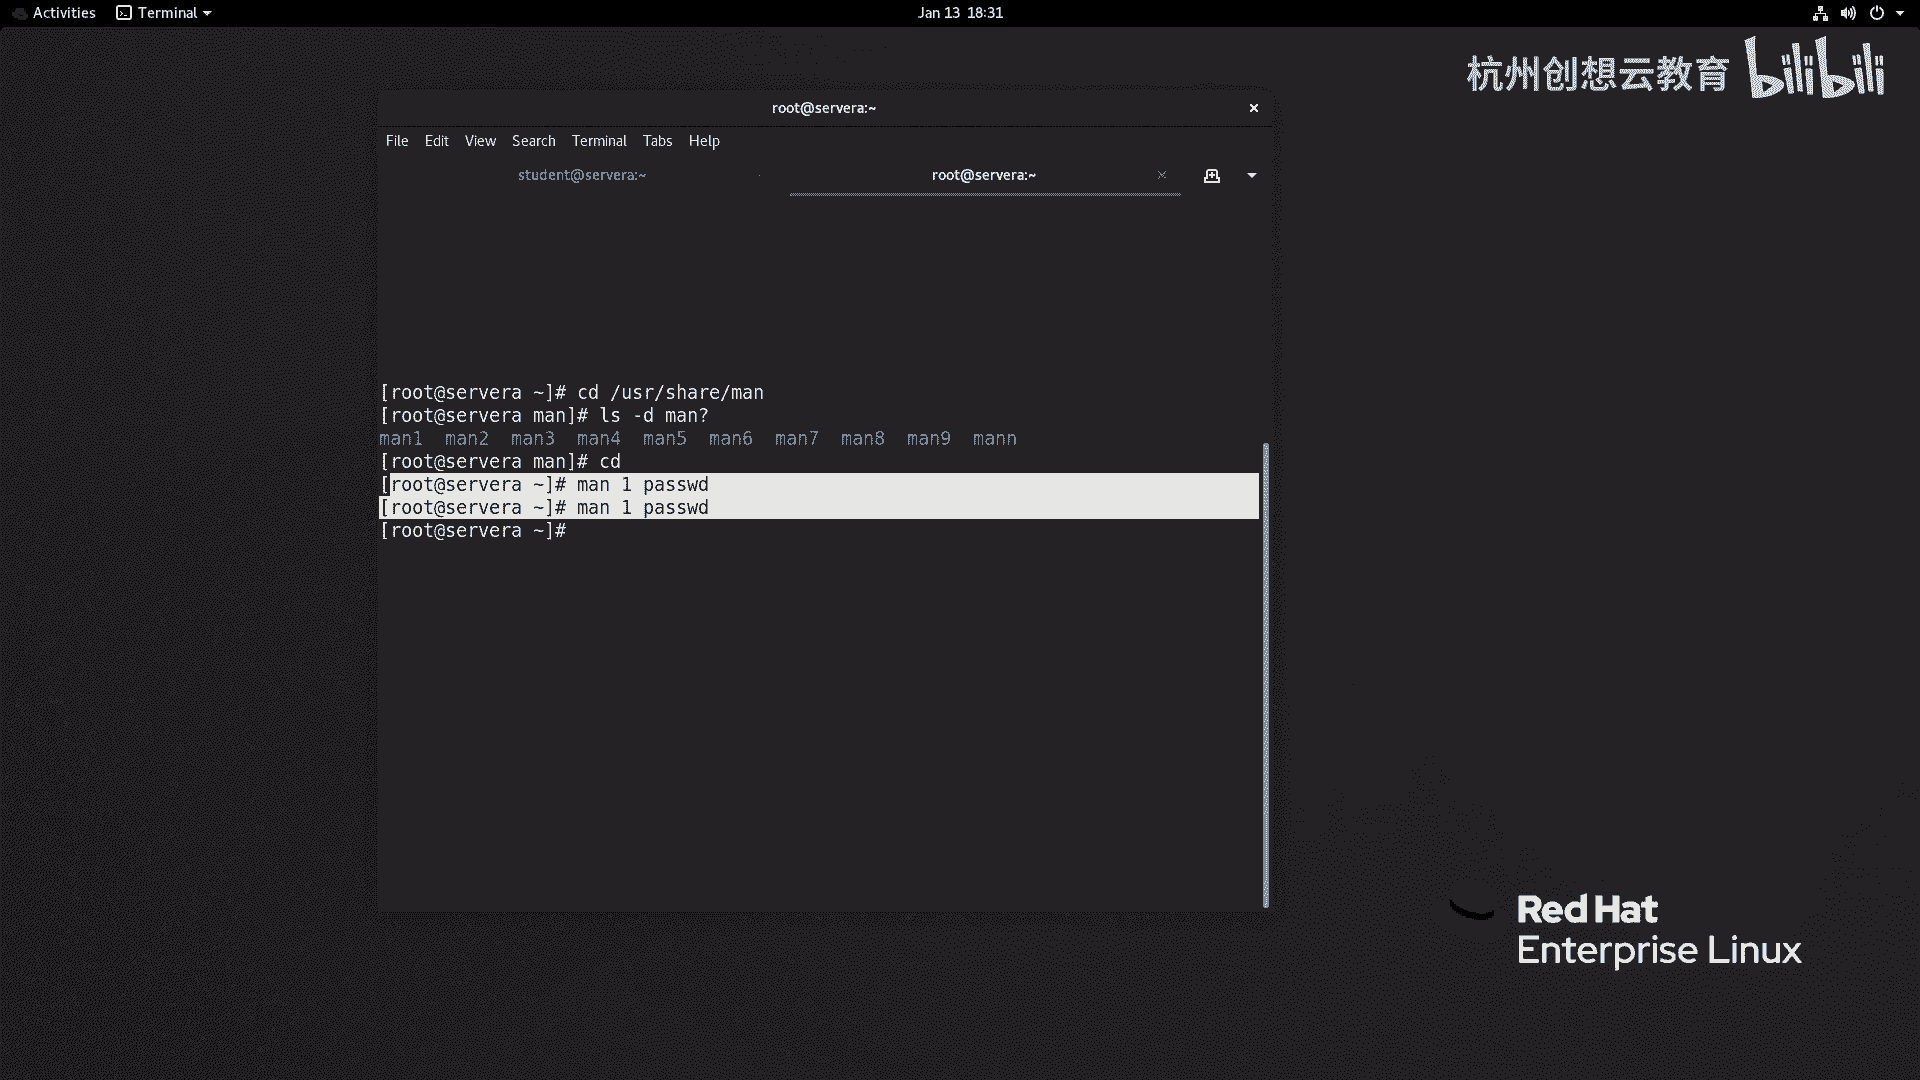 Activities Terminal Jan 13 18:31
杭州创想云教育 bilibili
root@servera:~
File Edit View Search Terminal Tabs Help
student@servera:~ root@servera:~
[root@servera ~]# cd /usr/share/man
[root@servera man]# ls -d man?
man1 man2 man3 man4 man5 man6 man7 man8 man9 mann
[root@servera man]# cd
[root@servera ~]# man 1 passwd
[root@servera ~]# man 1 passwd
[root@servera ~]#
Red Hat
Enterprise Linux